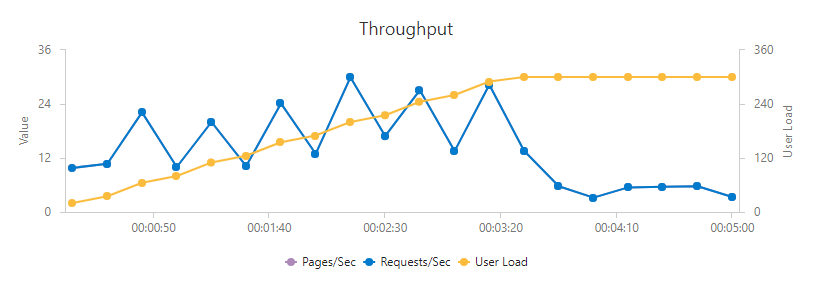 Throughput
36
24
12
0
Value
360
240
120
0
User Load
00:00:50
00:01:40
00:02:30
00:03:20
00:04:10
00:05:00
Pages/Sec
Requests/Sec
User Load